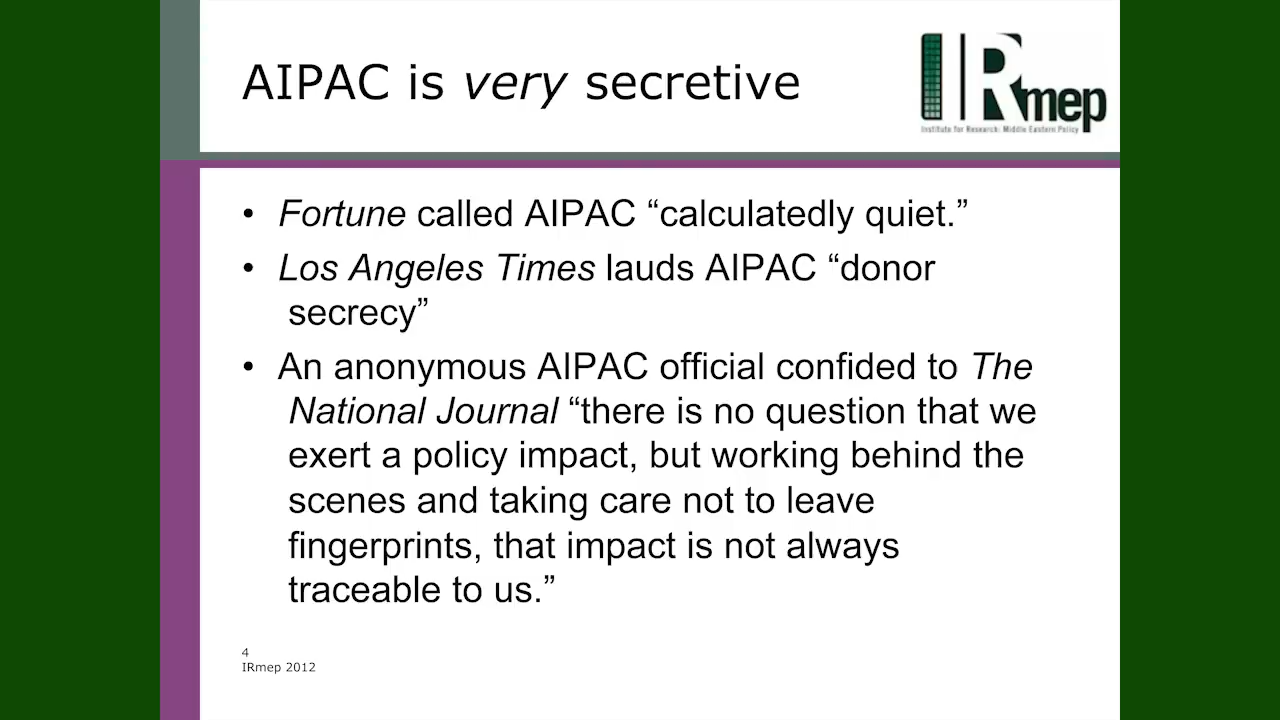 AIPAC is very secretive
IRmep
Institute for Research: Middle Eastern Policy
• Fortune called AIPAC “calculatedly quiet.”
• Los Angeles Times lauds AIPAC “donor
secrecy”
• An anonymous AIPAC official confided to The
National Journal “there is no question that we
exert a policy impact, but working behind the
scenes and taking care not to leave
fingerprints, that impact is not always
traceable to us.”
4
IRmep 2012